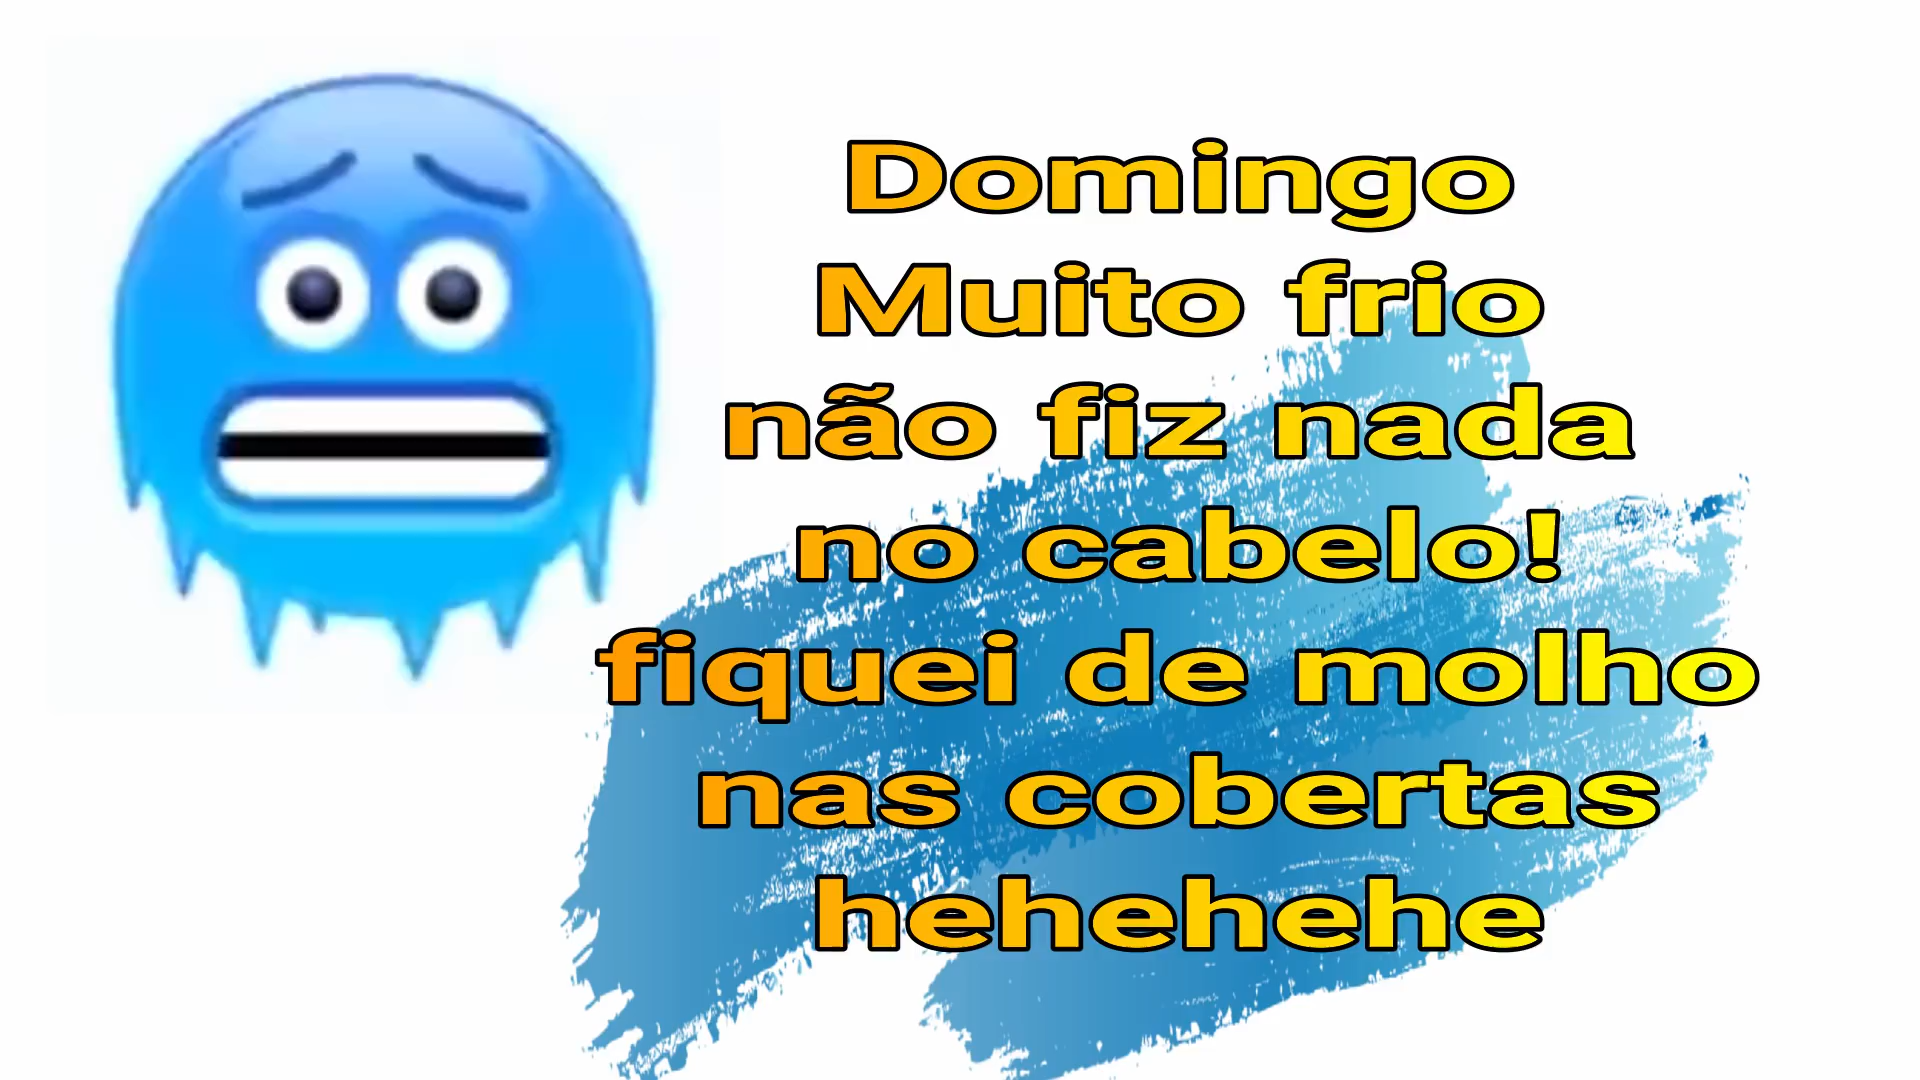 Domingo
Muito frio
não fiz nada
no cabelo!
fiquei de molho
nas cobertas
hehehehe